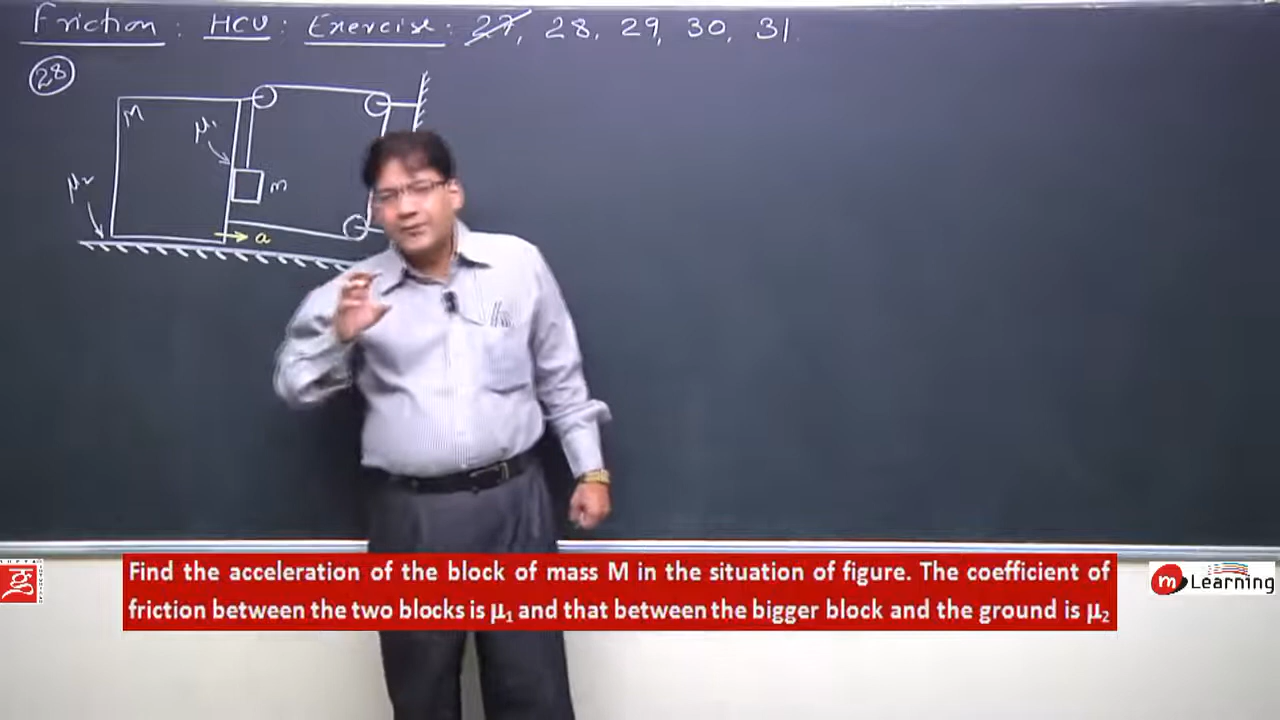 Friction : HCV : Exercise : 27, 28, 29, 30, 31
28
M
μ1
μ2
m
a
Find the acceleration of the block of mass M in the situation of figure. The coefficient of
friction between the two blocks is μ1 and that between the bigger block and the ground is μ2
m Learning